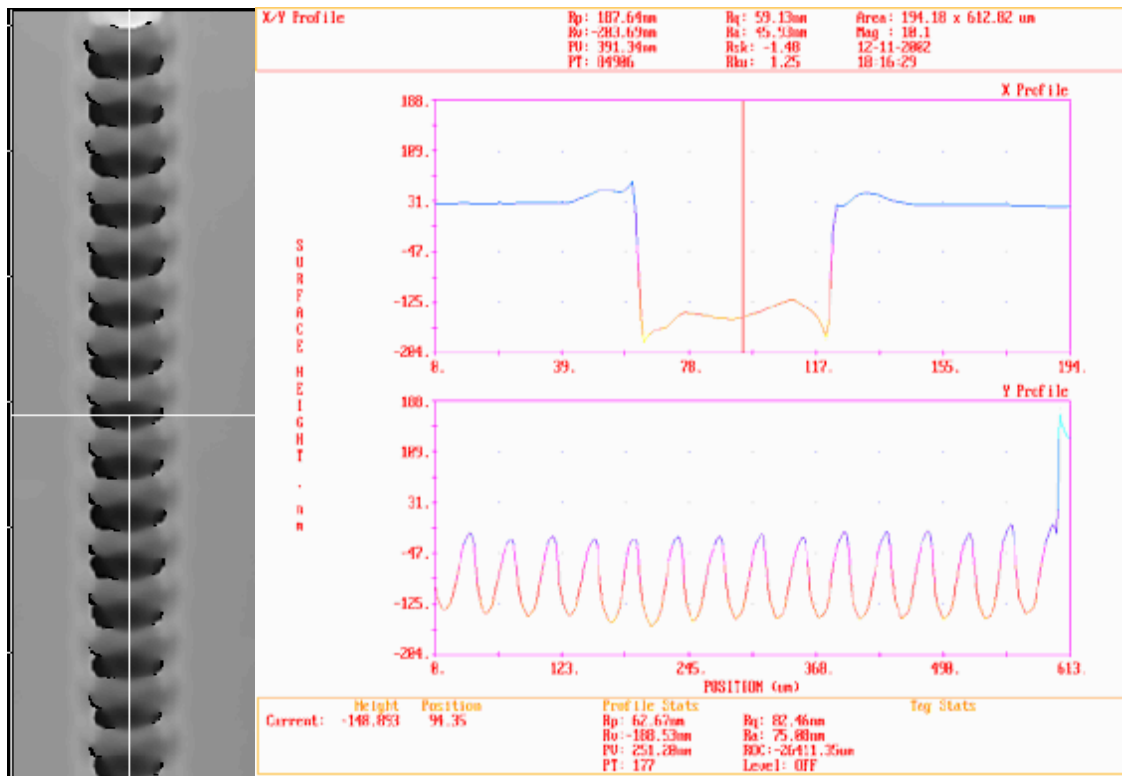 X/Y Profile
Rp: 187.64nm Rq: 59.13nm Area: 194.18 x 612.82 um
Rv:-203.69nm Ra: 45.93nm Mag : 10.1
PV: 391.34nm Rsk: -1.48 12-11-2002
PT: 84906 Rku: 1.25 18:16:29
X Profile
188.
109.
31.
-47.
-125.
-204.
0. 39. 78. 117. 155. 194.
SURFACE HEIGHT . nm
Y Profile
188.
109.
31.
-47.
-125.
-204.
0. 123. 245. 368. 490. 613.
POSITION (um)
Height Position Profile Stats Teg Stats
Current: -148.893 94.35 Rp: 62.67nm Rq: 82.46nm
Rv:-188.53nm Ra: 75.08nm
PV: 251.20nm ROC:-26411.35um
PT: 177 Level: OFF